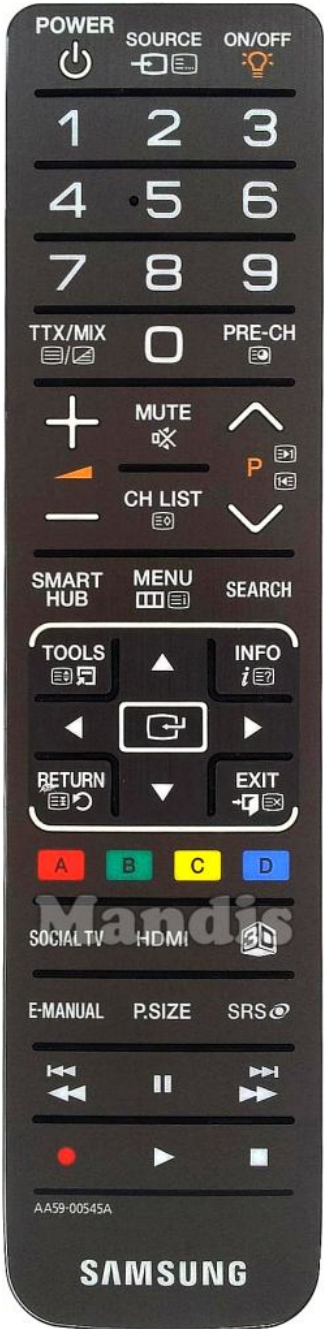 POWER SOURCE ON/OFF
1 2 3
4 5 6
7 8 9
TTX/MIX 0 PRE-CH
MUTE
P
CH LIST
SMART HUB MENU SEARCH
TOOLS INFO
RETURN EXIT
A B C D
Mandis
SOCIAL TV HDMI 3D
E-MANUAL P.SIZE SRS
AA59-00545A
SAMSUNG